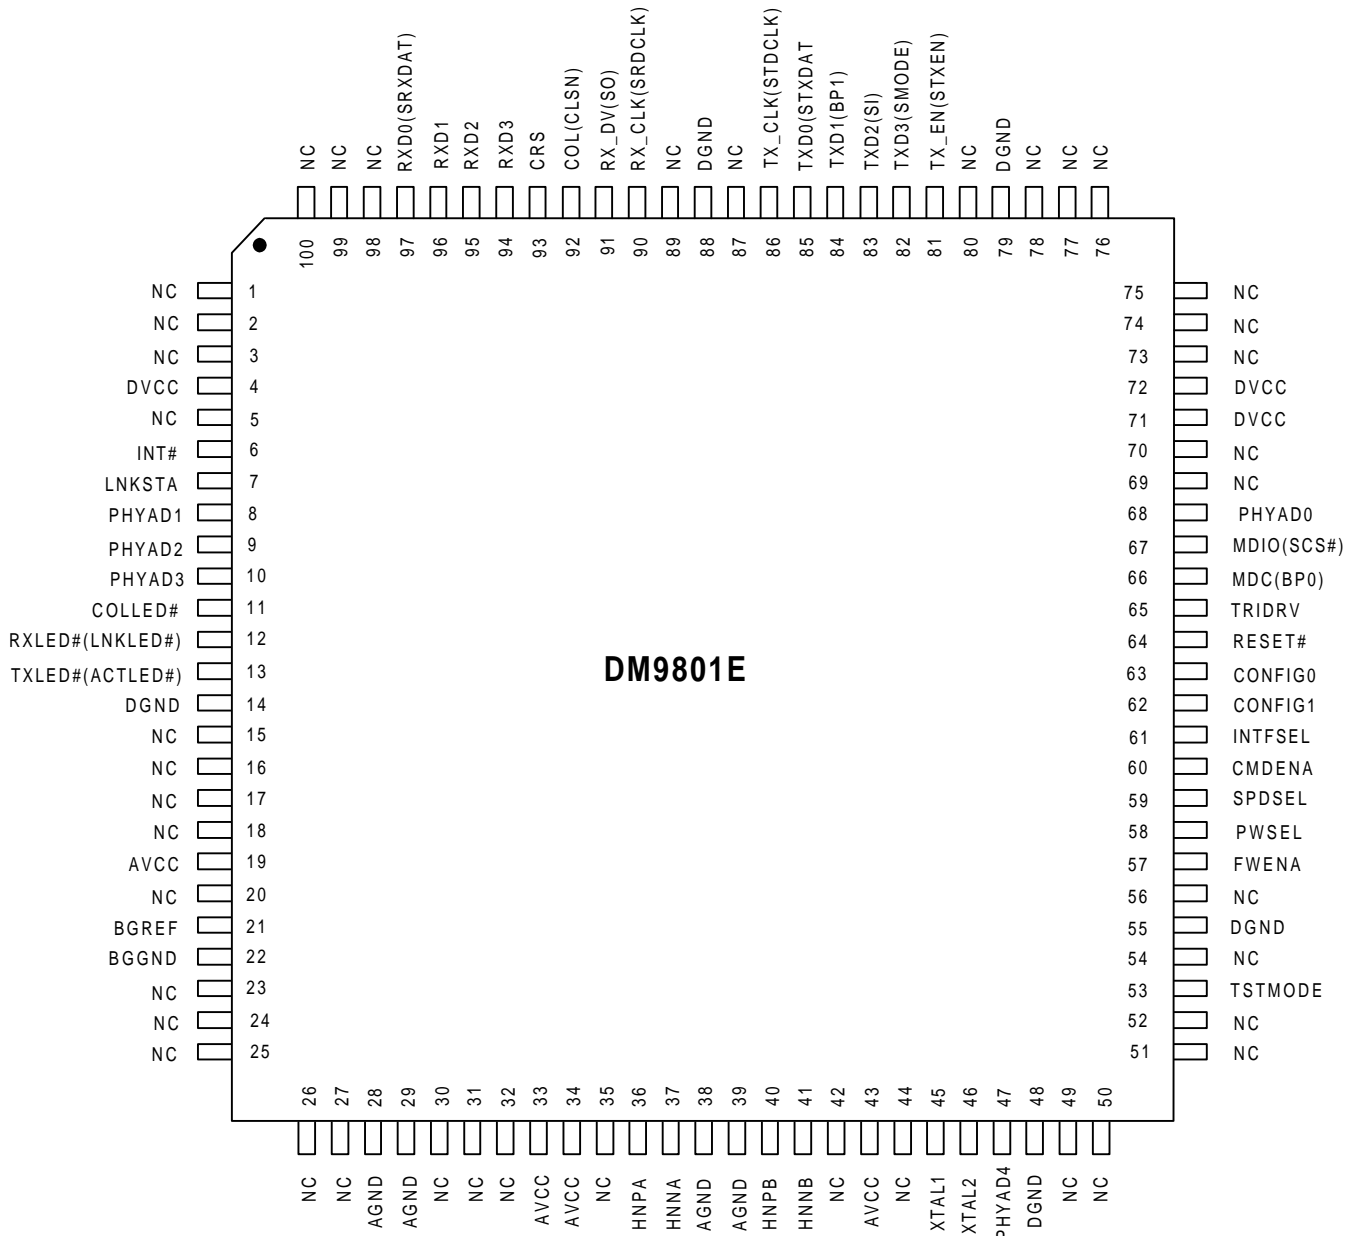 NC NC NC RXD0(SRXDAT) RXD1 RXD2 RXD3 CRS COL(CLSN) RX_DV(SO) RX_CLK(SRDCLK) NC DGND NC TX_CLK(STDCLK) TXD0(STXDAT TXD1(BP1) TXD2(SI) TXD3(SMODE) TX_EN(STXEN) NC DGND NC NC NC
100 99 98 97 96 95 94 93 92 91 90 89 88 87 86 85 84 83 82 81 80 79 78 77 76
NC 1 75 NC
NC 2 74 NC
NC 3 73 NC
DVCC 4 72 DVCC
NC 5 71 DVCC
INT# 6 70 NC
LNKSTA 7 69 NC
PHYAD1 8 68 PHYAD0
PHYAD2 9 67 MDIO(SCS#)
PHYAD3 10 66 MDC(BP0)
COLLED# 11 65 TRIDRV
RXLED#(LNKLED#) 12 64 RESET#
TXLED#(ACTLED#) 13 DM9801E 63 CONFIG0
DGND 14 62 CONFIG1
NC 15 61 INTFSEL
NC 16 60 CMDENA
NC 17 59 SPDSEL
NC 18 58 PWSEL
AVCC 19 57 FWENA
NC 20 56 NC
BGREF 21 55 DGND
BGGND 22 54 NC
NC 23 53 TSTMODE
NC 24 52 NC
NC 25 51 NC
26 27 28 29 30 31 32 33 34 35 36 37 38 39 40 41 42 43 44 45 46 47 48 49 50
NC NC AGND AGND NC NC NC AVCC AVCC NC HNPA HNNA AGND AGND HNPB HNNB NC AVCC NC XTAL1 XTAL2 PHYAD4 DGND NC NC